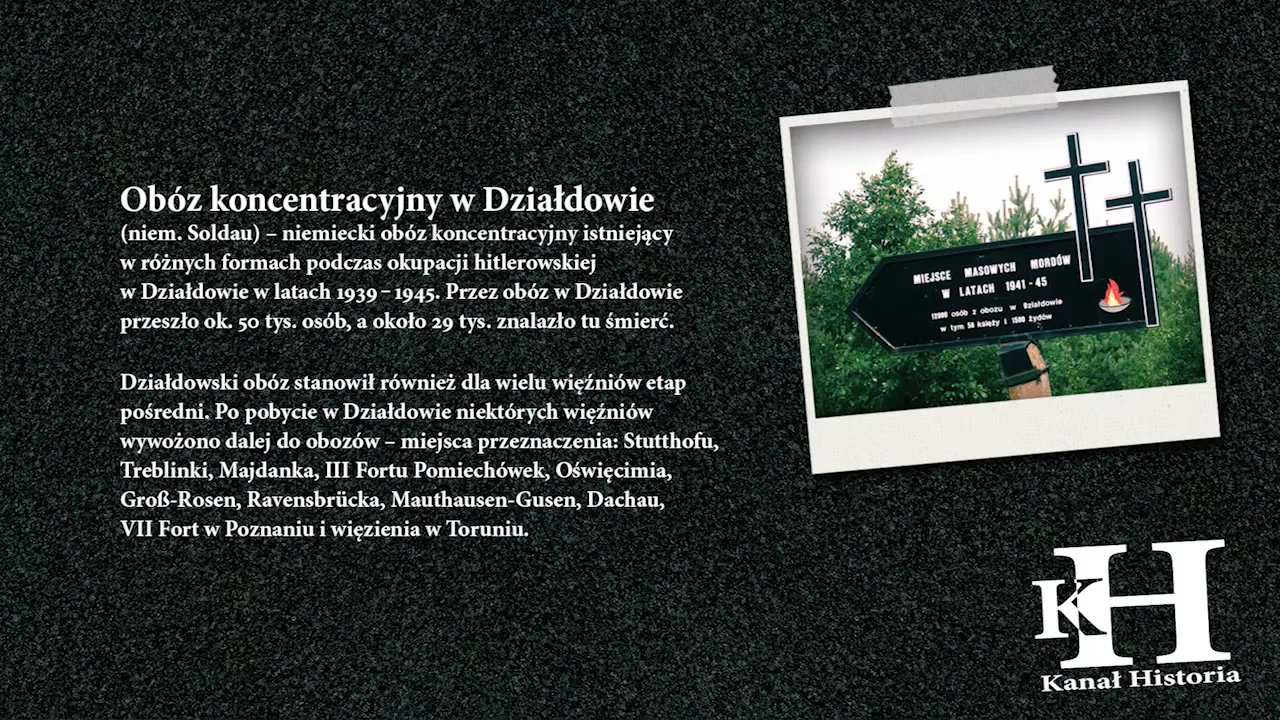 Obóz koncentracyjny w Działdowie
(niem. Soldau) – niemiecki obóz koncentracyjny istniejący
w różnych formach podczas okupacji hitlerowskiej
w Działdowie w latach 1939–1945. Przez obóz w Działdowie
przeszło ok. 50 tys. osób, a około 29 tys. znalazło tu śmierć.
Działdowski obóz stanowił również dla wielu więźniów etap
pośredni. Po pobycie w Działdowie niektórych więźniów
wywożono dalej do obozów – miejsca przeznaczenia: Stutthofu,
Treblinki, Majdanka, III Fortu Pomiechówek, Oświęcimia,
Groß-Rosen, Ravensbrücka, Mauthausen-Gusen, Dachau,
VII Fort w Poznaniu i więzienia w Toruniu.
MIEJSCE MASOWYCH MORDÓW
W LATACH 1941-45
12000 osób z obozu w Działdowie
w tym 56 księży i 1500 żydów
KH
Kanał Historia